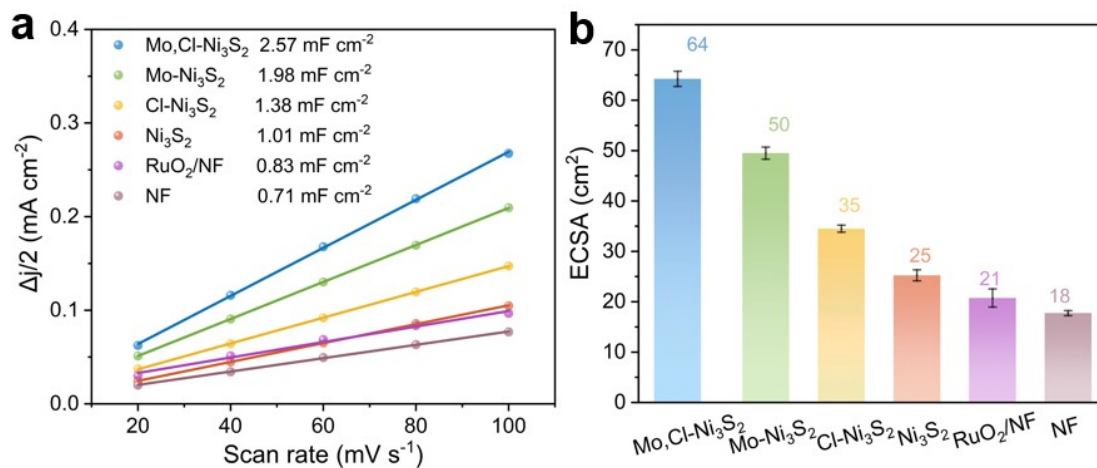 a
Mo,Cl-Ni₃S₂ 2.57 mF cm⁻²
Mo-Ni₃S₂ 1.98 mF cm⁻²
Cl-Ni₃S₂ 1.38 mF cm⁻²
Ni₃S₂ 1.01 mF cm⁻²
RuO₂/NF 0.83 mF cm⁻²
NF 0.71 mF cm⁻²
Δj/2 (mA cm⁻²)
0.4
0.3
0.2
0.1
0.0
20 40 60 80 100
Scan rate (mV s⁻¹)
b
ECSA (cm²)
70
60
50
40
30
20
10
0
64
50
35
25
21
18
Mo,Cl-Ni₃S₂ Mo-Ni₃S₂ Cl-Ni₃S₂ Ni₃S₂ RuO₂/NF NF